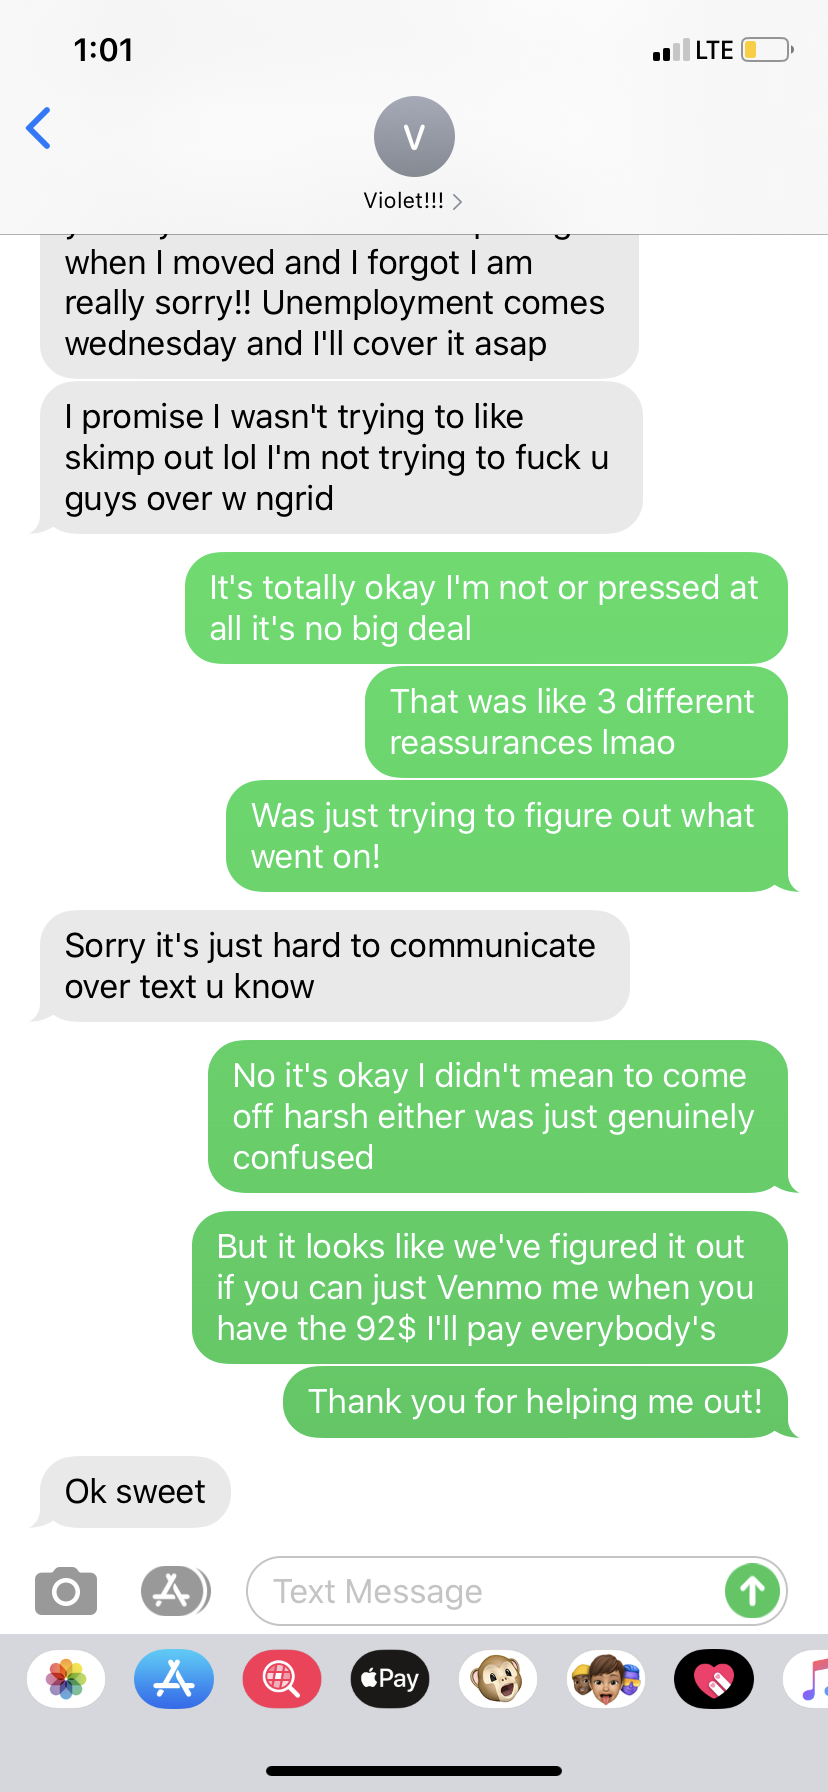 1:01
LTE
V
Violet!!!
when I moved and I forgot I am
really sorry!! Unemployment comes
wednesday and I'll cover it asap
I promise I wasn't trying to like
skimp out lol I'm not trying to fuck u
guys over w ngrid
It's totally okay I'm not or pressed at
all it's no big deal
That was like 3 different
reassurances lmao
Was just trying to figure out what
went on!
Sorry it's just hard to communicate
over text u know
No it's okay I didn't mean to come
off harsh either was just genuinely
confused
But it looks like we've figured it out
if you can just Venmo me when you
have the 92$ I'll pay everybody's
Thank you for helping me out!
Ok sweet
Text Message
Pay